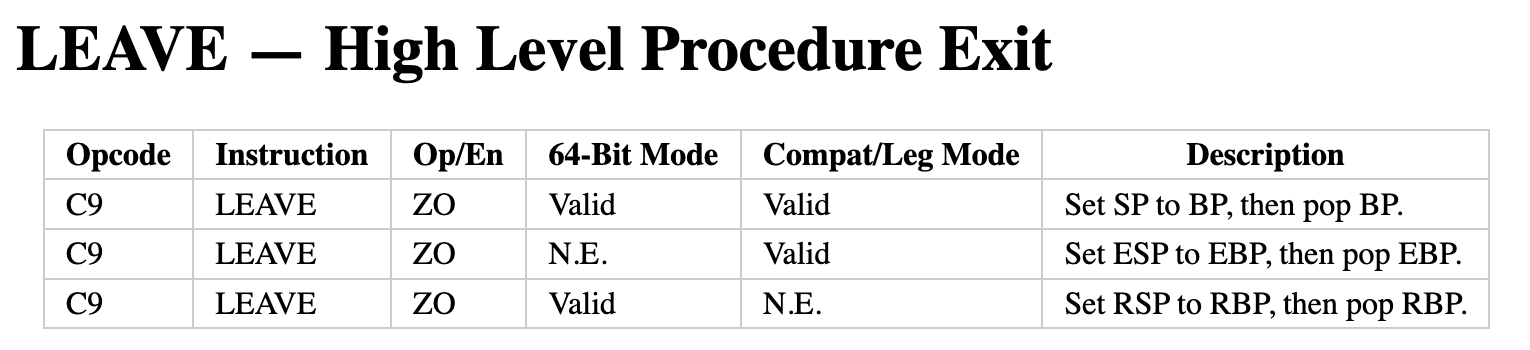 LEAVE — High Level Procedure Exit
Opcode Instruction Op/En 64-Bit Mode Compat/Leg Mode Description
C9 LEAVE ZO Valid Valid Set SP to BP, then pop BP.
C9 LEAVE ZO N.E. Valid Set ESP to EBP, then pop EBP.
C9 LEAVE ZO Valid N.E. Set RSP to RBP, then pop RBP.